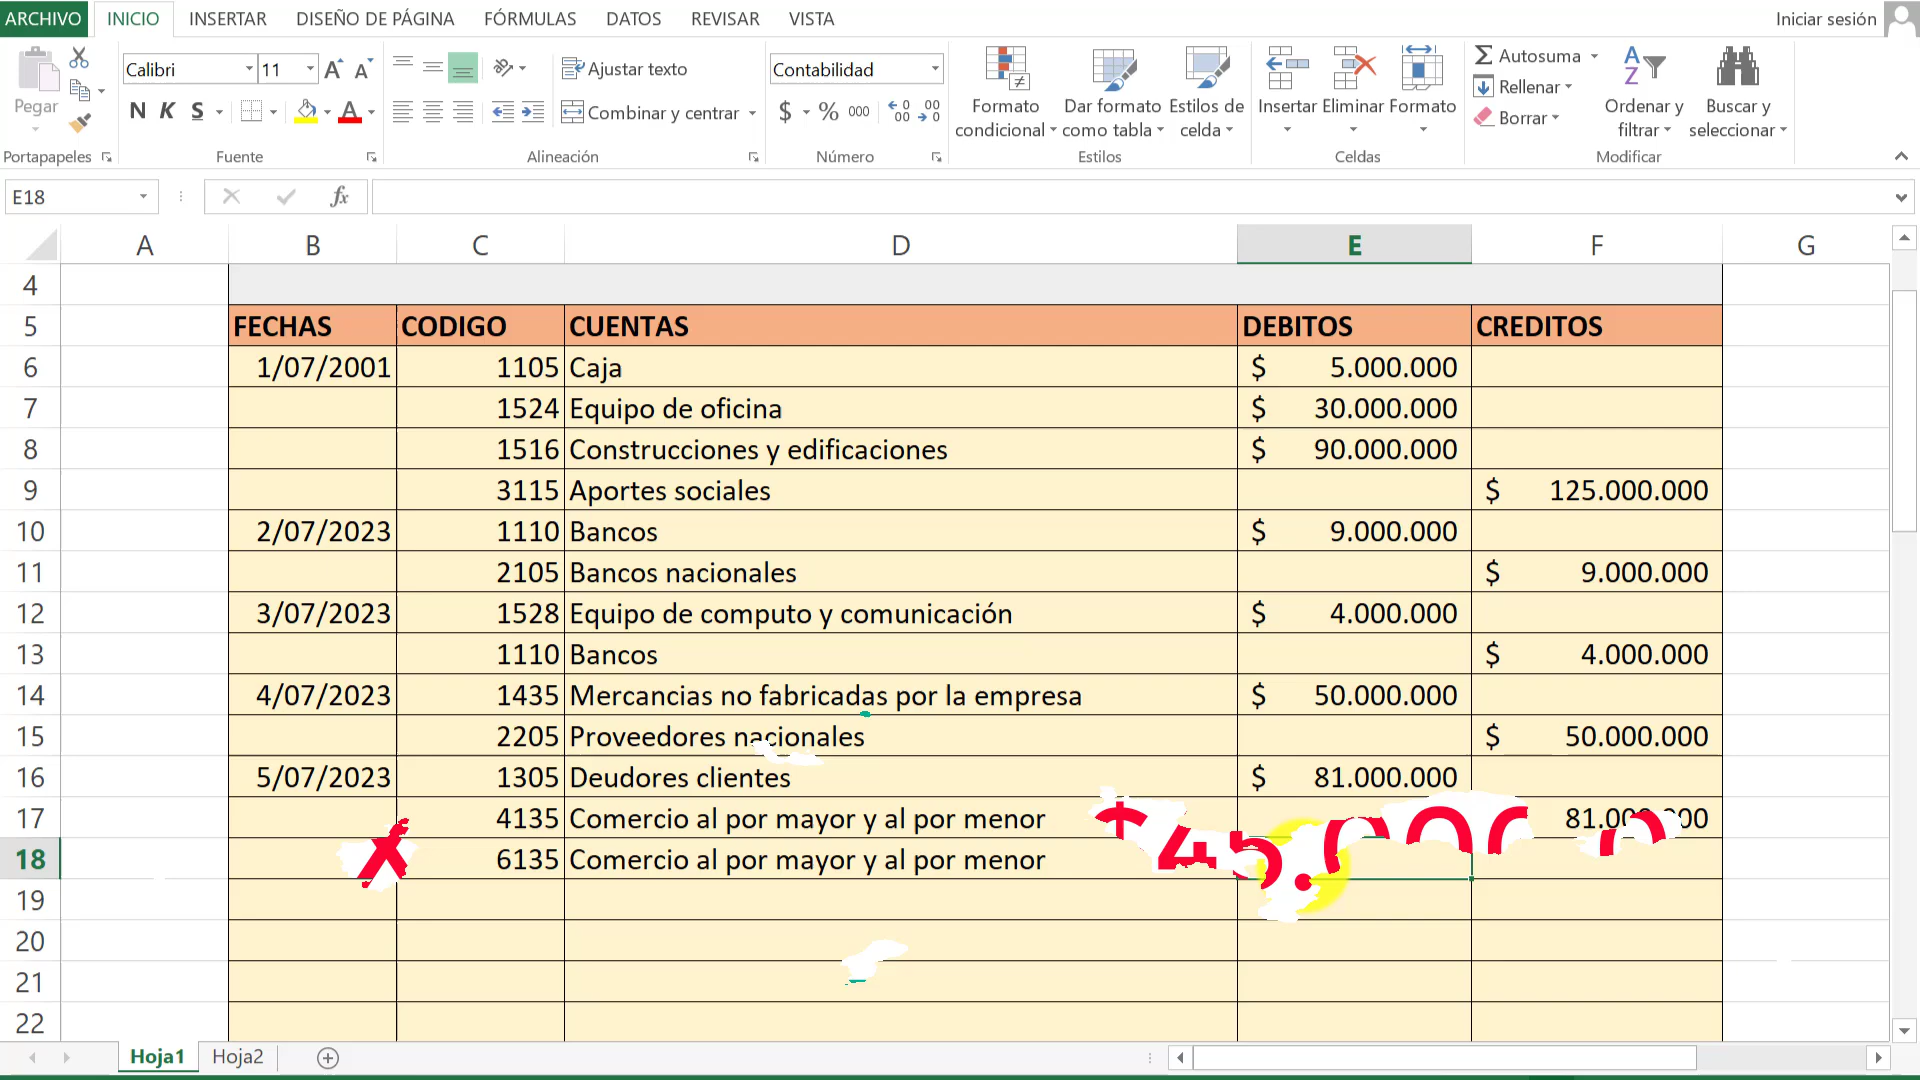 ARCHIVO INICIO INSERTAR DISEÑO DE PÁGINA FÓRMULAS DATOS REVISAR VISTA Iniciar sesión
Pegar
Portapapeles
Calibri 11
N K S
Fuente
Ajustar texto
Combinar y centrar
Alineación
Contabilidad
$ % 000
Número
Formato condicional
Dar formato como tabla
Estilos de celda
Estilos
Insertar Eliminar Formato
Celdas
Autosuma
Rellenar
Borrar
Ordenar y filtrar
Buscar y seleccionar
Modificar
E18 fx
A B C D E F G
4
5 FECHAS CODIGO CUENTAS DEBITOS CREDITOS
6 1/07/2001 1105 Caja $ 5.000.000
7 1524 Equipo de oficina $ 30.000.000
8 1516 Construcciones y edificaciones $ 90.000.000
9 3115 Aportes sociales $ 125.000.000
10 2/07/2023 1110 Bancos $ 9.000.000
11 2105 Bancos nacionales $ 9.000.000
12 3/07/2023 1528 Equipo de computo y comunicación $ 4.000.000
13 1110 Bancos $ 4.000.000
14 4/07/2023 1435 Mercancias no fabricadas por la empresa $ 50.000.000
15 2205 Proveedores nacionales $ 50.000.000
16 5/07/2023 1305 Deudores clientes $ 81.000.000
17 4135 Comercio al por mayor y al por menor
18 6135 Comercio al por mayor y al por menor
19
20
21
22
Hoja1 Hoja2